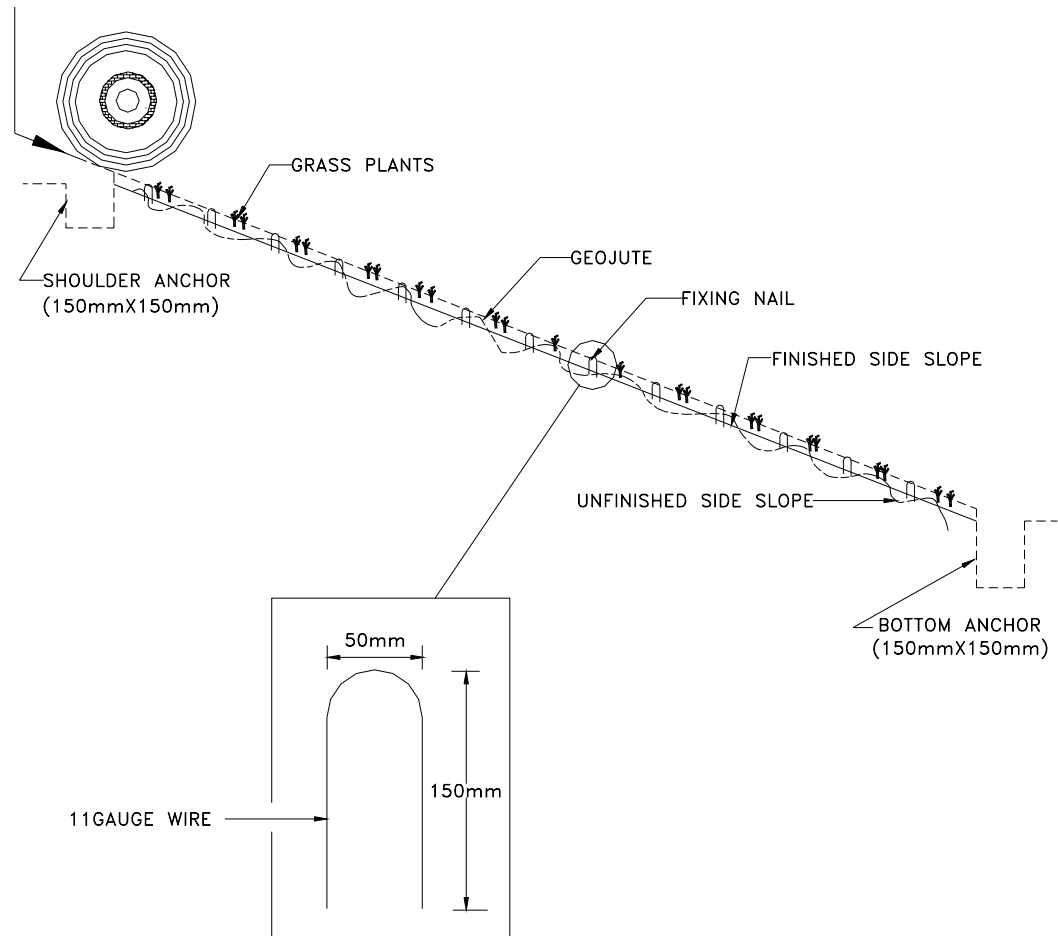 GRASS PLANTS
GEOJUTE
SHOULDER ANCHOR
(150mmX150mm)
FIXING NAIL
FINISHED SIDE SLOPE
UNFINISHED SIDE SLOPE
BOTTOM ANCHOR
(150mmX150mm)
50mm
150mm
11GAUGE WIRE